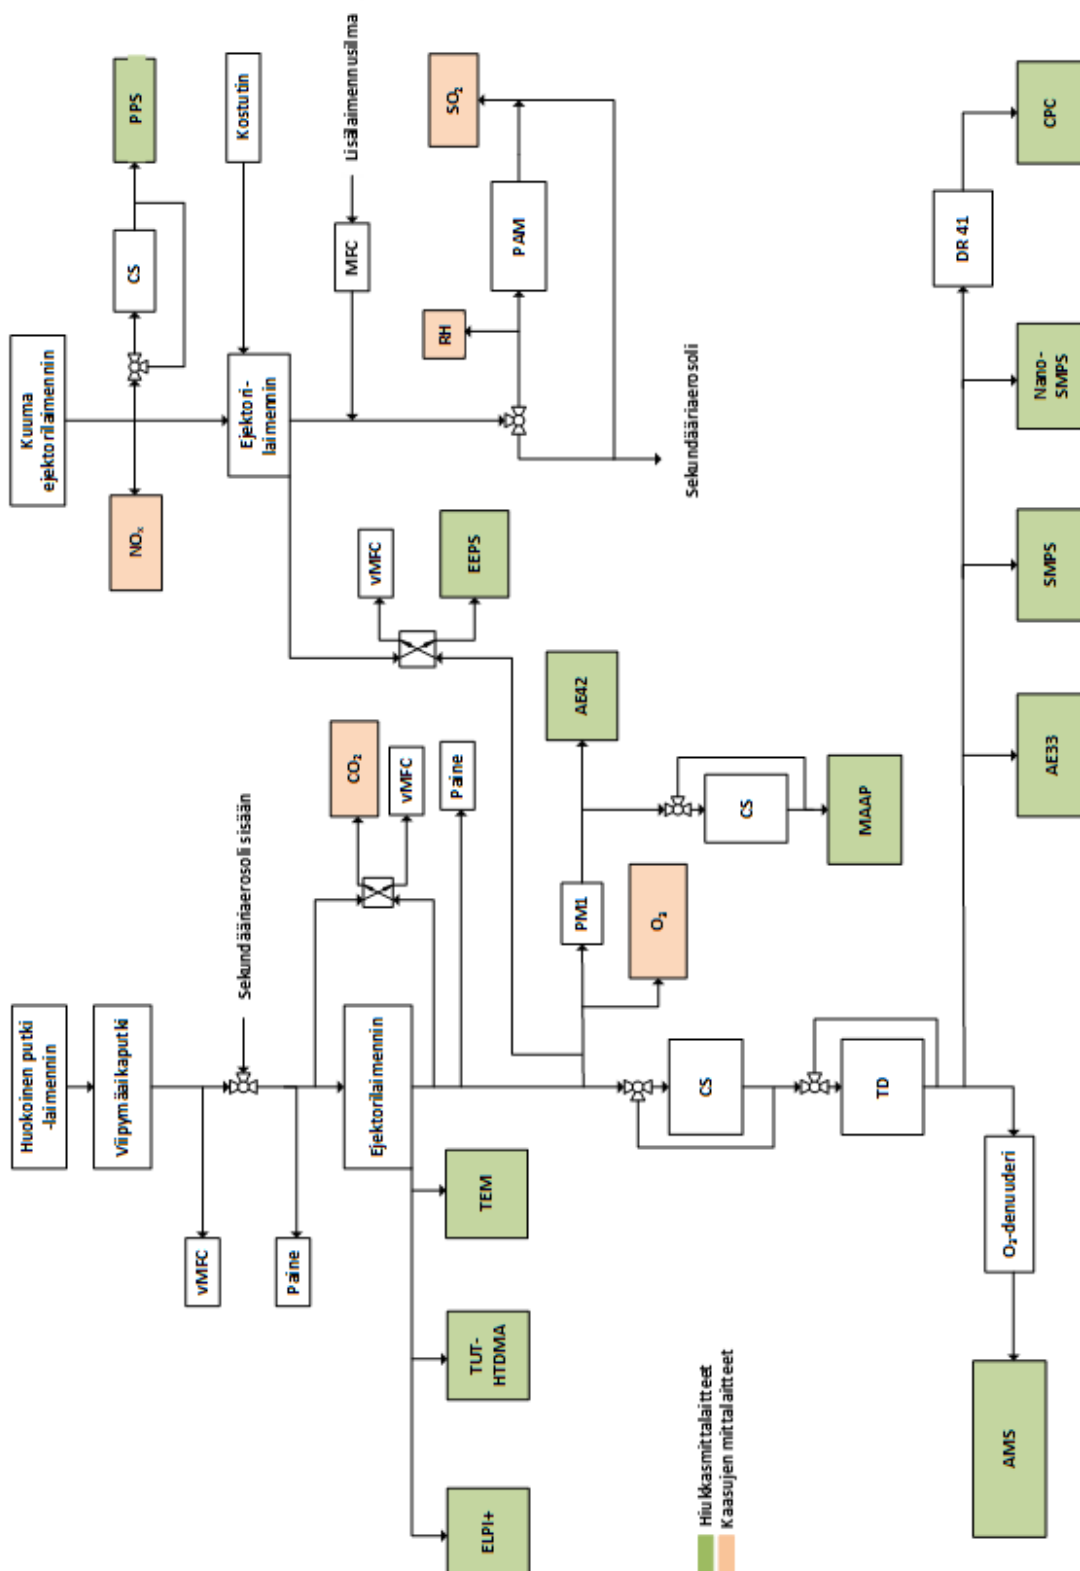 Huokoinen putki
-laimennin
Kuuma
ejektorilaimennin
Viipymäaikaputki
NOₓ
CS
PPS
vMFC
Sekundääriaerosoli sisään
Ejektori-
laimennin
Kostutin
Paine
Ejektorilaimennin
CO₂
vMFC
MFC
Lisälaimennusilma
vMFC
Paine
RH
SO₂
ELPI+
TUT-
HTDMA
TEM
EEPS
PAM
PM1
AE42
O₃
Sekundääriaerosoli
CS
CS
MAAP
Hiukkasmittalaitteet
Kaasujen mittalaitteet
TD
DR 41
AMS
O₃-denuuderi
AE33
SMPS
Nano-
SMPS
CPC